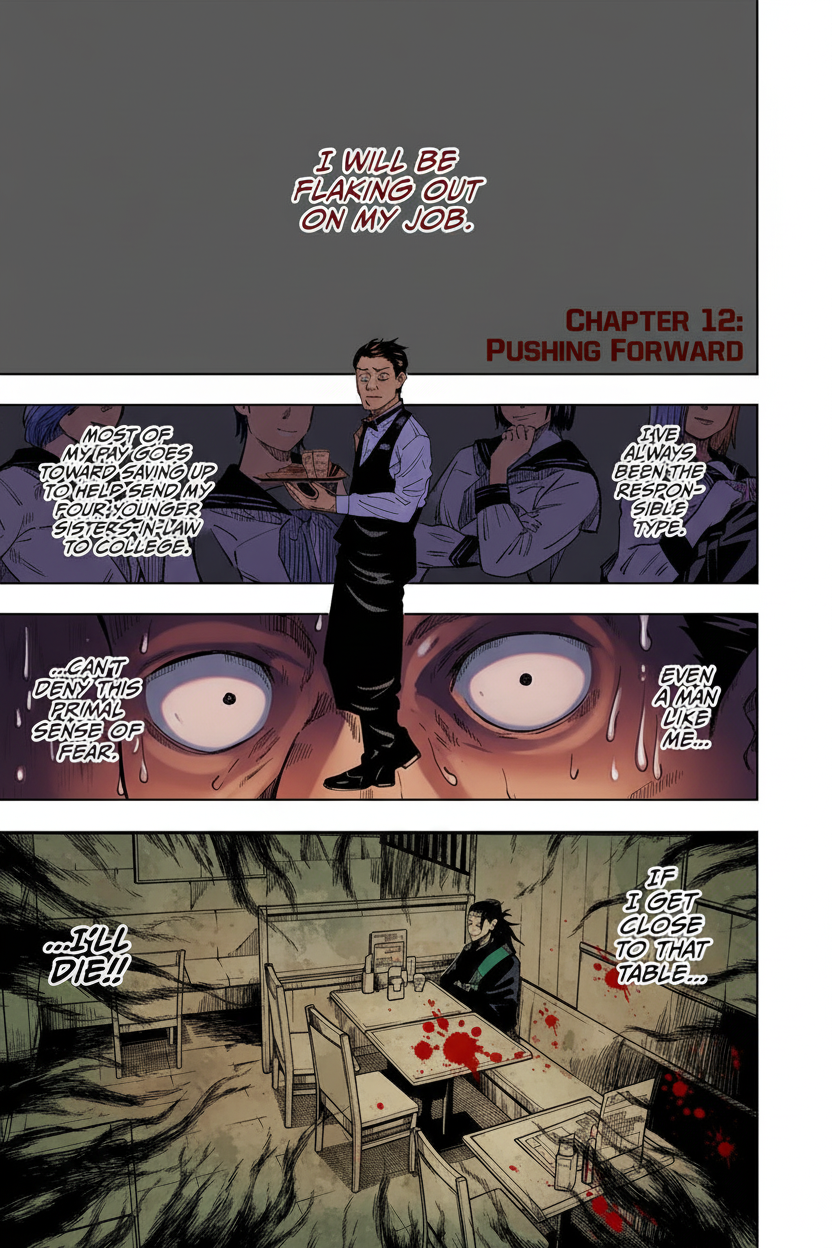 I WILL BE
FLAKING OUT
ON MY JOB.
CHAPTER 12:
PUSHING FORWARD
I'VE
ALWAYS
BEEN THE
RESPON-
SIBLE
TYPE.
MOST OF
MY PAY GOES
TOWARD SAVING UP
TO HELP SEND MY
FOUR YOUNGER
SISTERS-IN-LAW
TO COLLEGE.
EVEN
A MAN
LIKE
ME...
...CAN'T
DENY THIS
PRIMAL
SENSE OF
FEAR.
IF
I GET
CLOSE
TO THAT
TABLE...
...I'LL
DIE!!